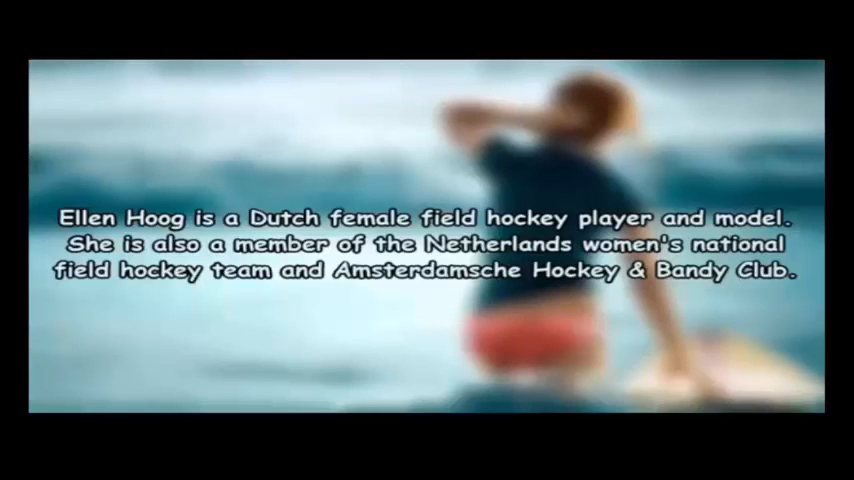 Ellen Hoog is a Dutch female field hockey player and model.
She is also a member of the Netherlands women's national
field hockey team and Amsterdamsche Hockey & Bandy Club.